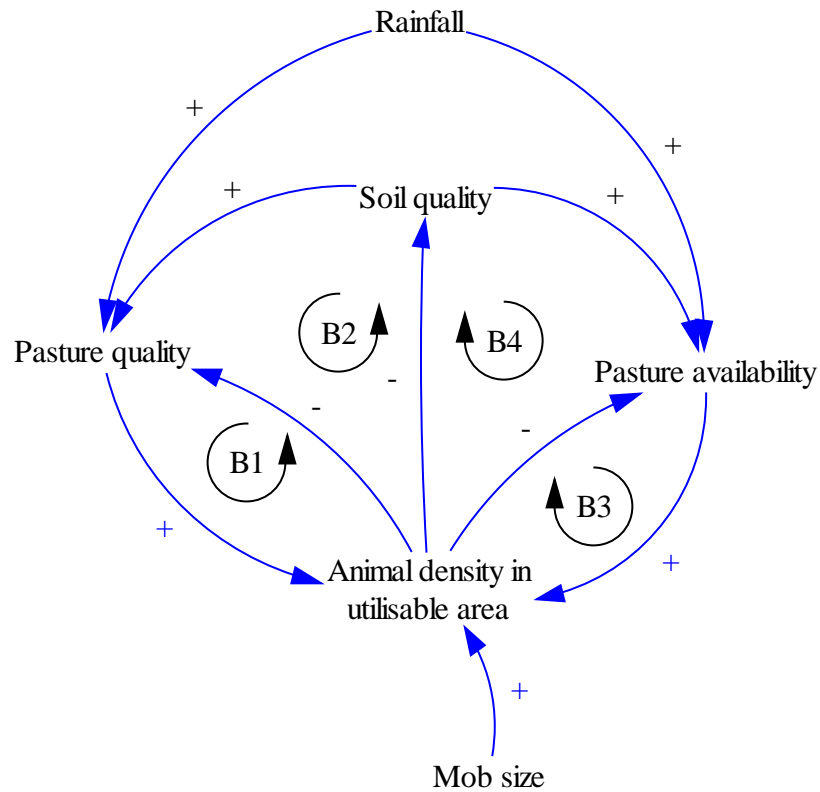 Rainfall
+
+
Soil quality
+
+
B2
B4
Pasture quality
-
Pasture availability
-
-
B1
B3
+
+
Animal density in
utilisable area
+
Mob size